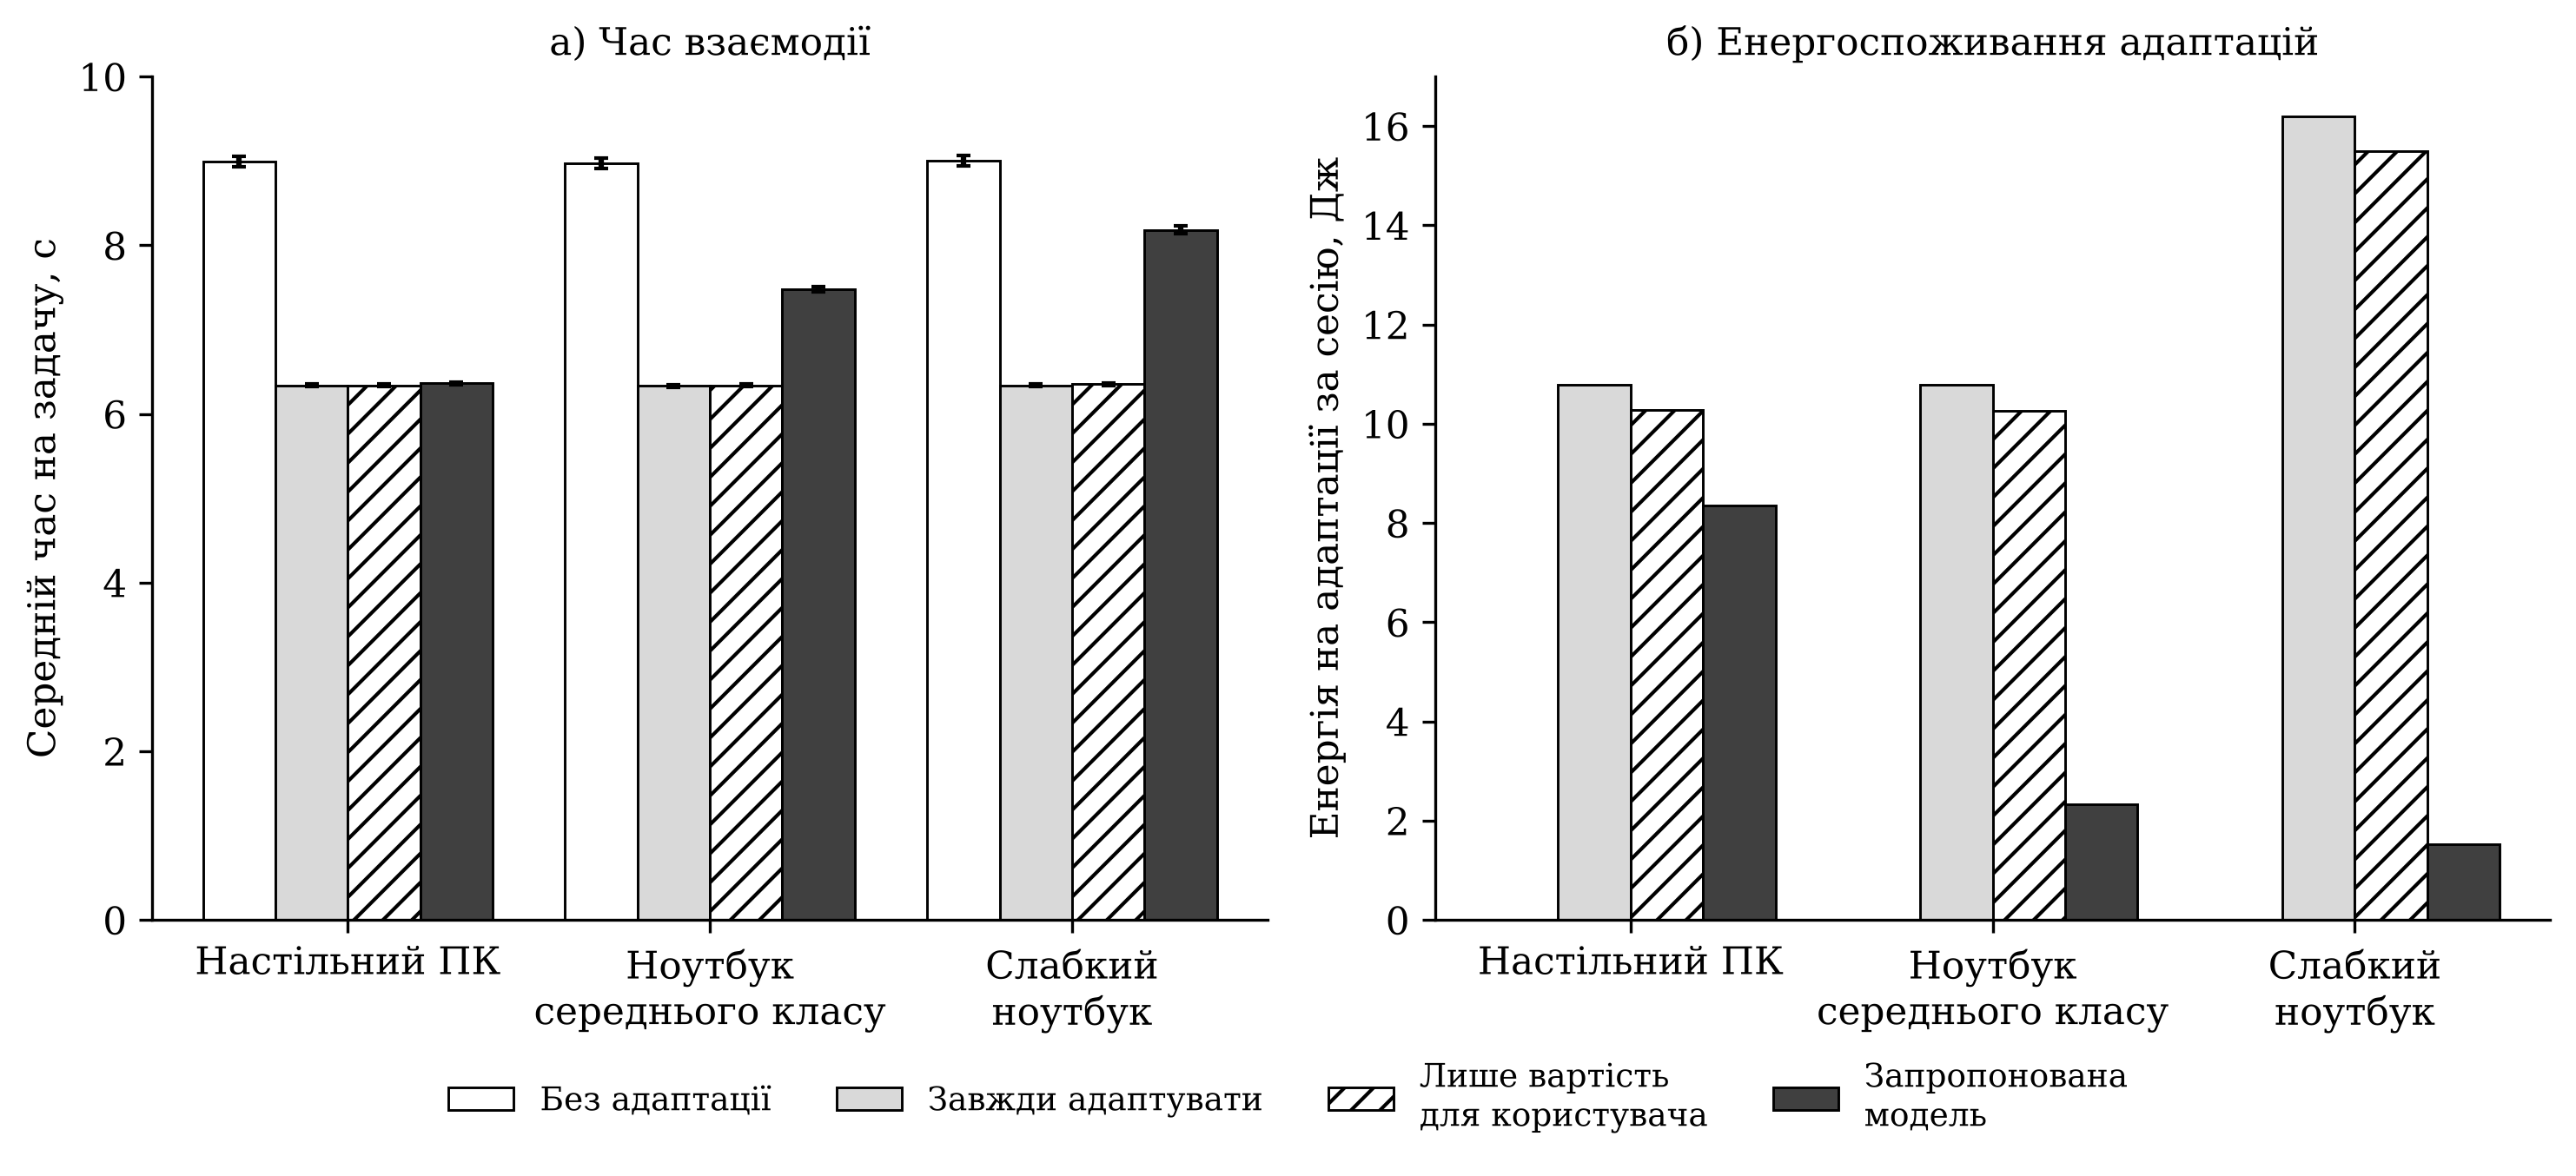 а) Час взаємодії
Середній час на задачу, с
10
8
6
4
2
0
Настільний ПК
Ноутбук
середнього класу
Слабкий
ноутбук
б) Енергоспоживання адаптацій
Енергія на адаптації за сесію, Дж
16
14
12
10
8
6
4
2
0
Настільний ПК
Ноутбук
середнього класу
Слабкий
ноутбук
Без адаптації
Завжди адаптувати
Лише вартість
для користувача
Запропонована
модель